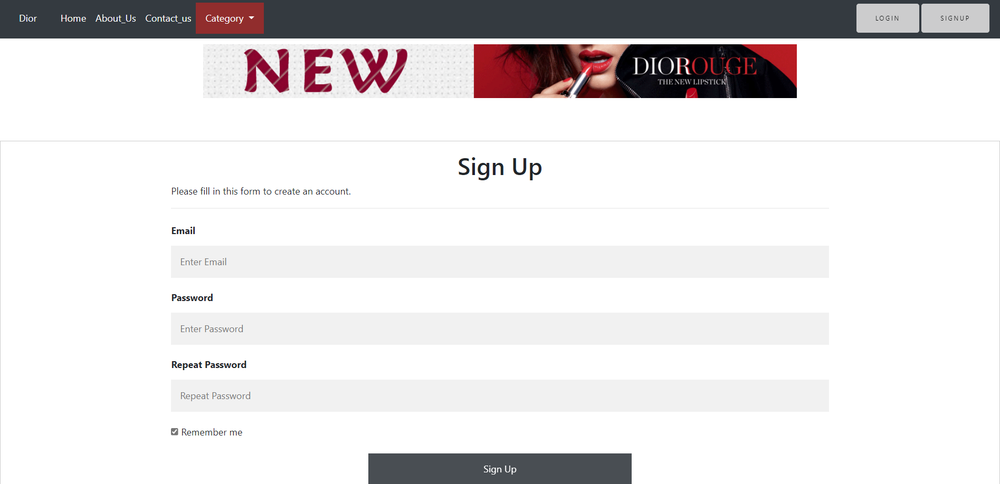 Dior Home About_Us Contact_us Category LOGIN SIGNUP
NEW DIOROUGE
THE NEW LIPSTICK
Sign Up
Please fill in this form to create an account.
Email
Enter Email
Password
Enter Password
Repeat Password
Repeat Password
Remember me
Sign Up